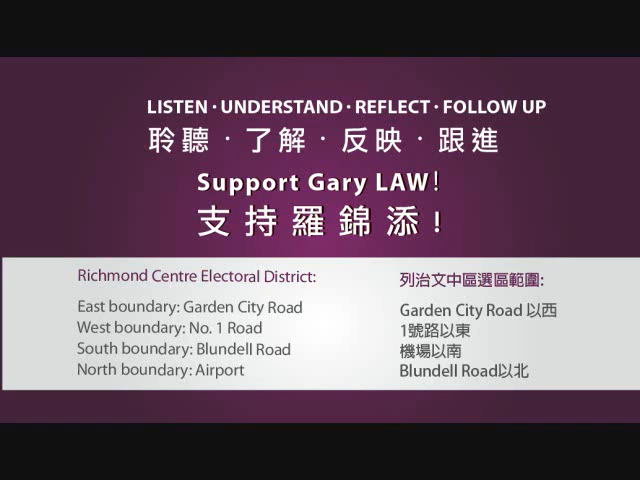 LISTEN · UNDERSTAND · REFLECT · FOLLOW UP
聆聽 · 了解 · 反映 · 跟進
Support Gary LAW!
支持羅錦添!
Richmond Centre Electoral District:
East boundary: Garden City Road
West boundary: No. 1 Road
South boundary: Blundell Road
North boundary: Airport
列治文中區選區範圍:
Garden City Road 以西
1號路以東
機場以南
Blundell Road以北